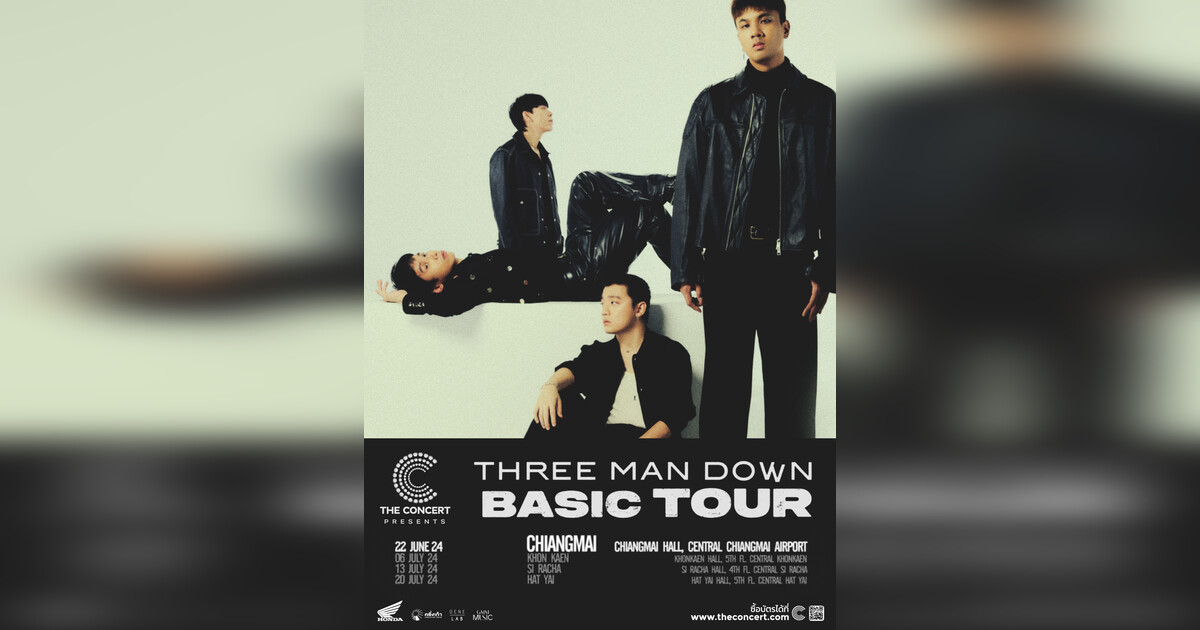 THE CONCERT
PRESENTS
THREE MAN DOWN
BASIC TOUR
22 JUNE 24 CHIANGMAI CHIANGMAI HALL, CENTRAL CHIANGMAI AIRPORT
06 JULY 24 KHON KAEN KHONKAEN HALL, 5TH FL. CENTRAL KHONKAEN
13 JULY 24 SI RACHA SI RACHA HALL, 4TH FL. CENTRAL SI RACHA
20 JULY 24 HAT YAI HAT YAI HALL, 5TH FL. CENTRAL HAT YAI
HONDA
GENE LAB
GMM MUSIC
ซื้อบัตรได้ที่
www.theconcert.com